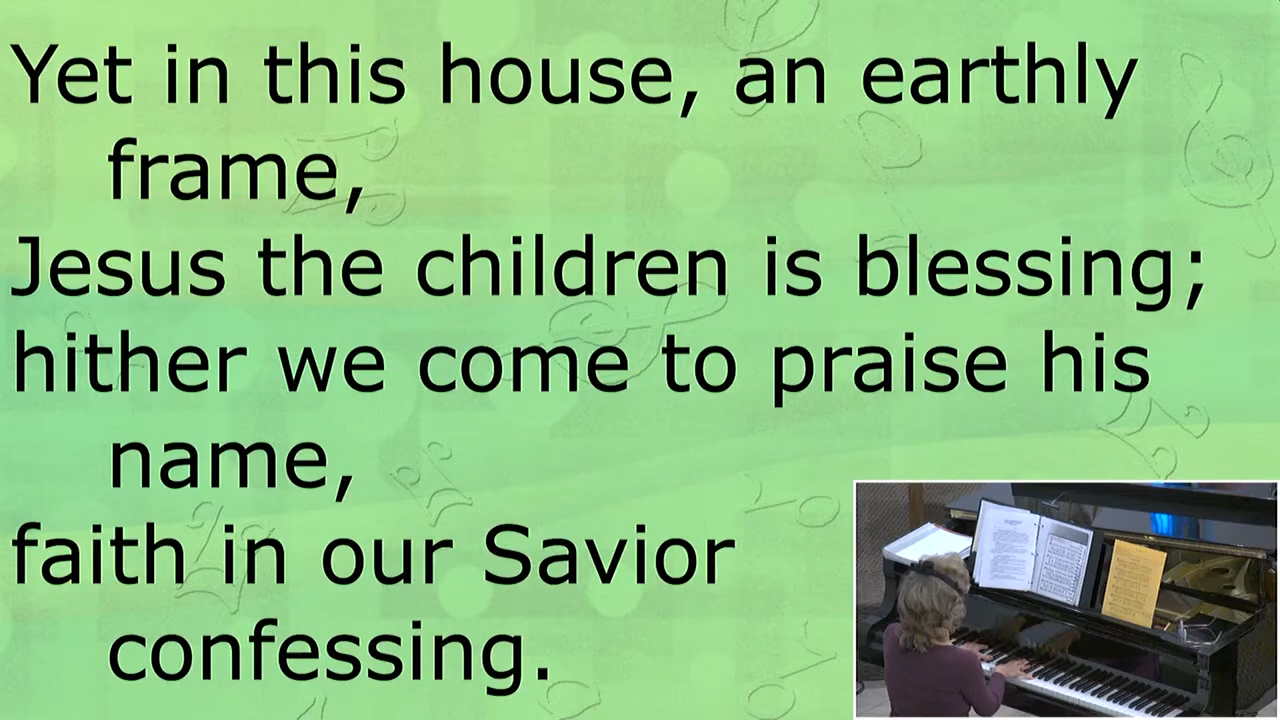 Yet in this house, an earthly
frame,
Jesus the children is blessing;
hither we come to praise his
name,
faith in our Savior
confessing.